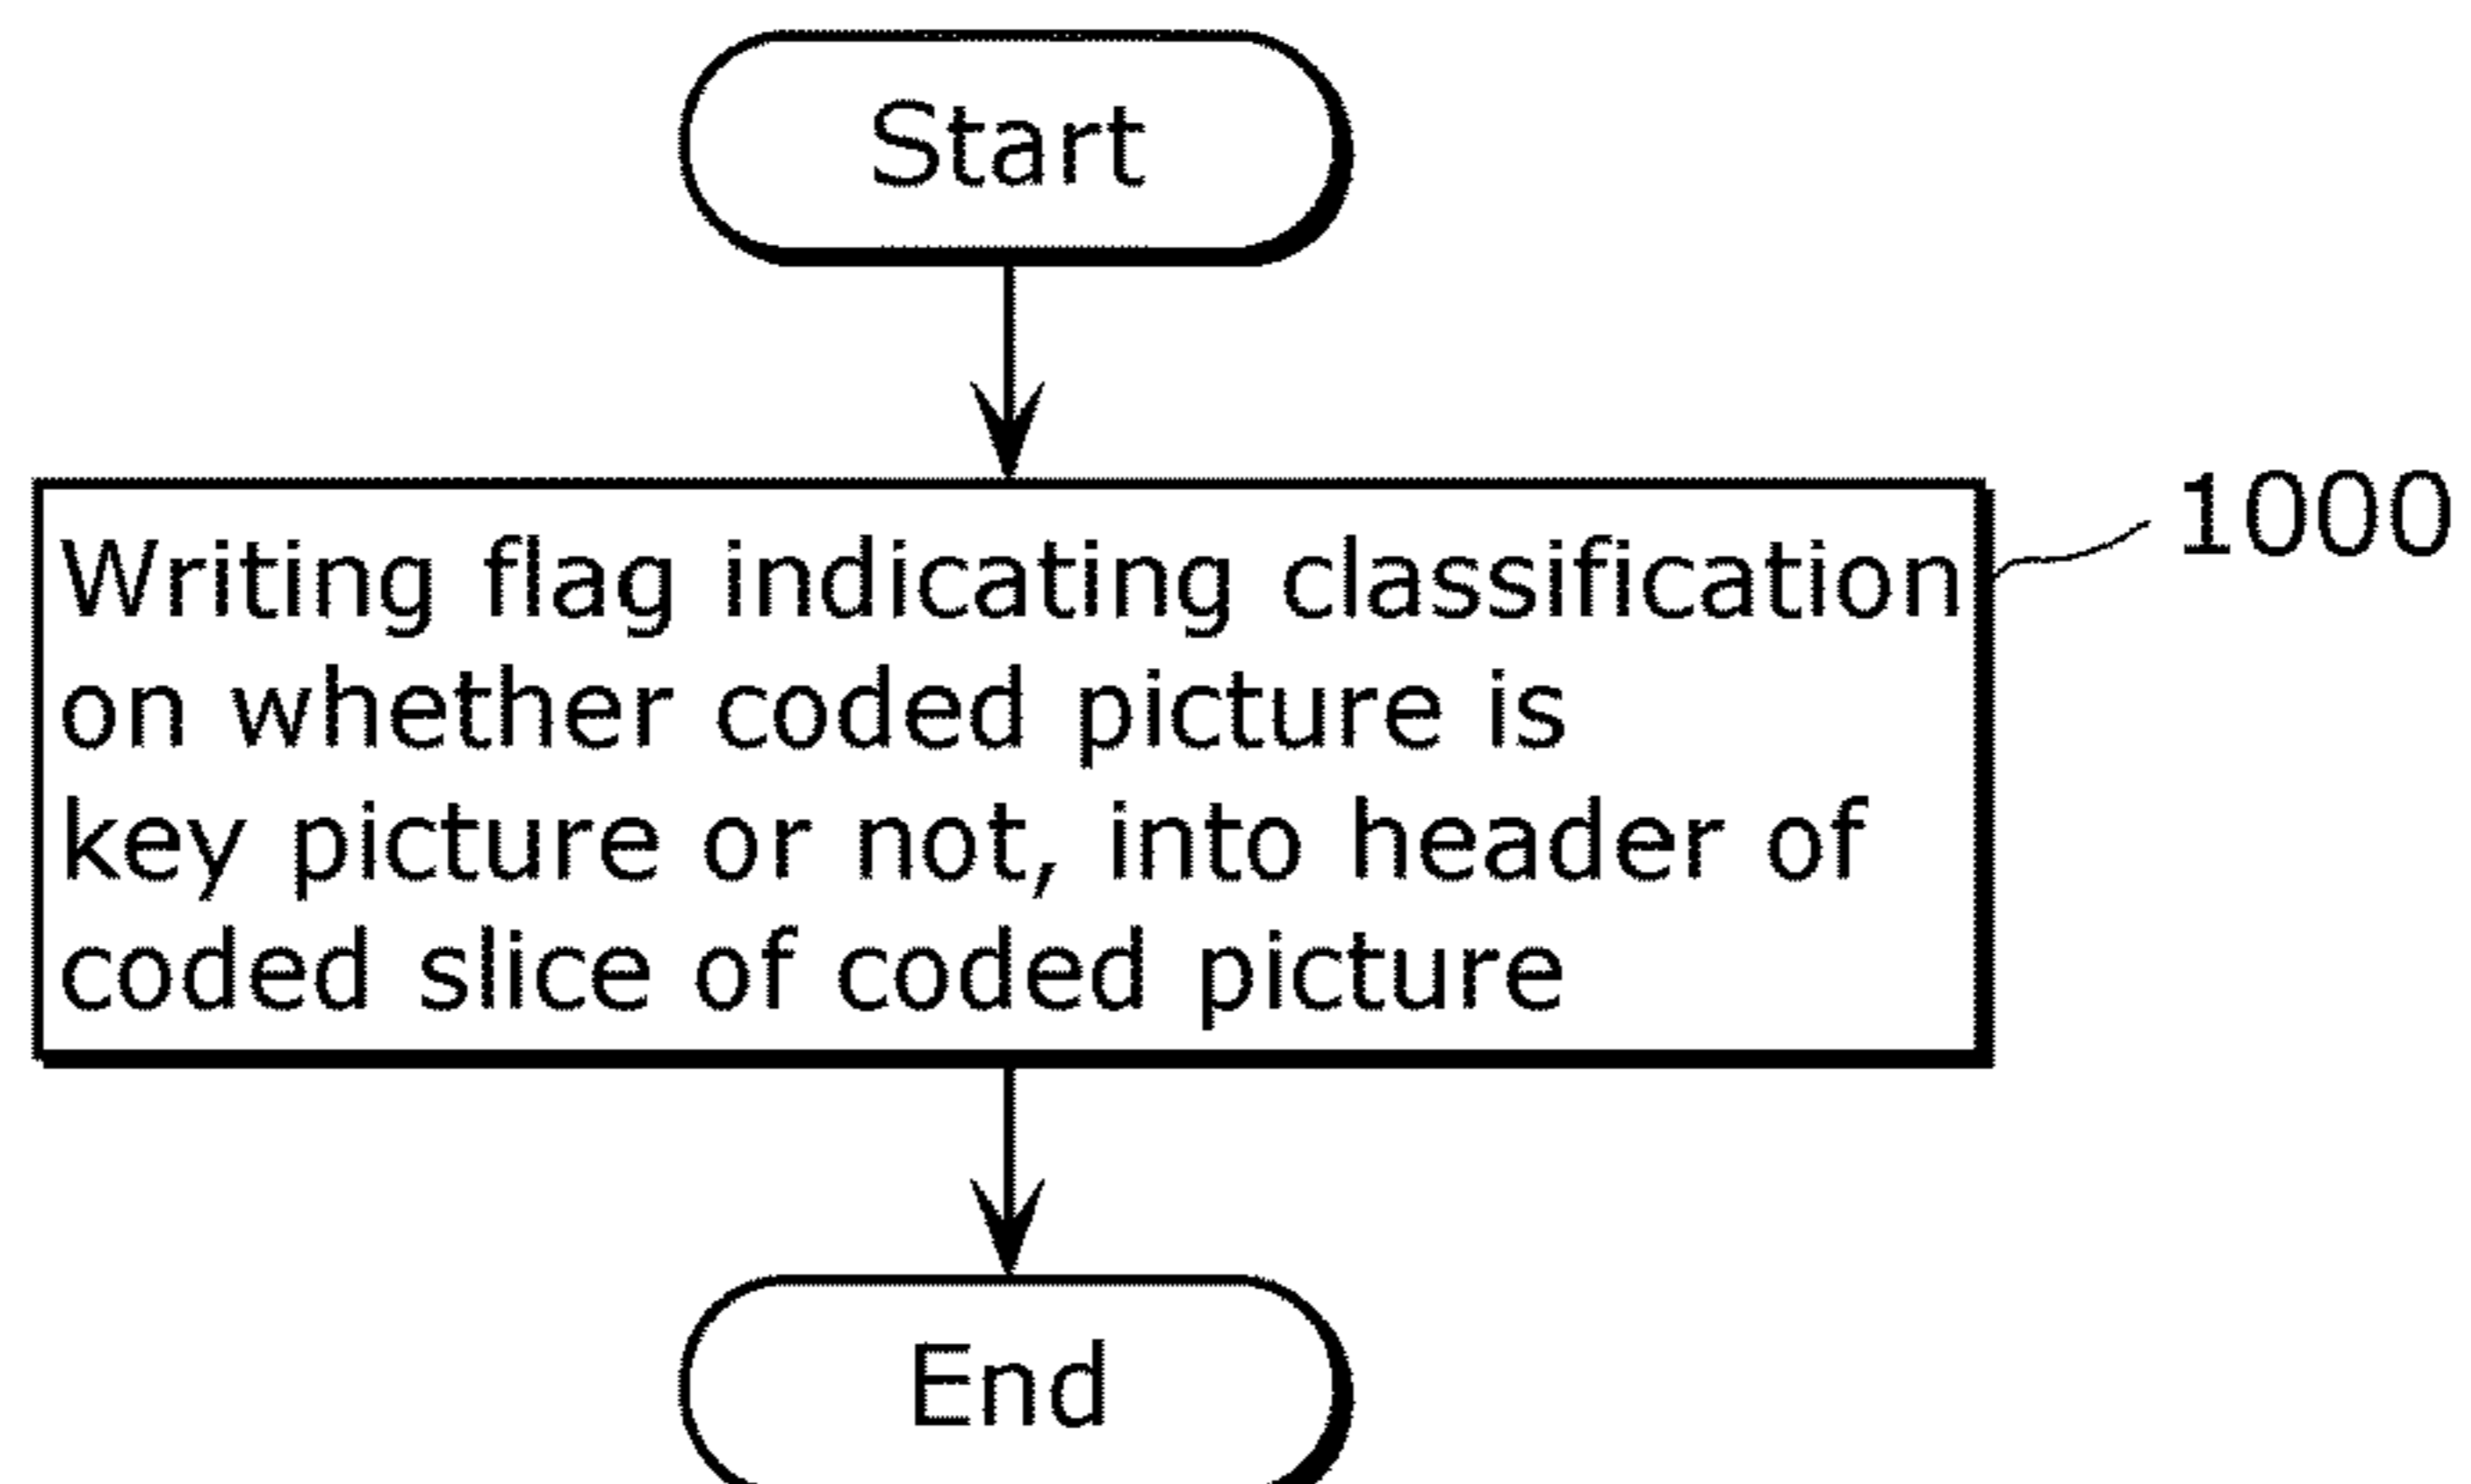 Start
Writing flag indicating classification
on whether coded picture is
key picture or not, into header of
coded slice of coded picture
1000
End